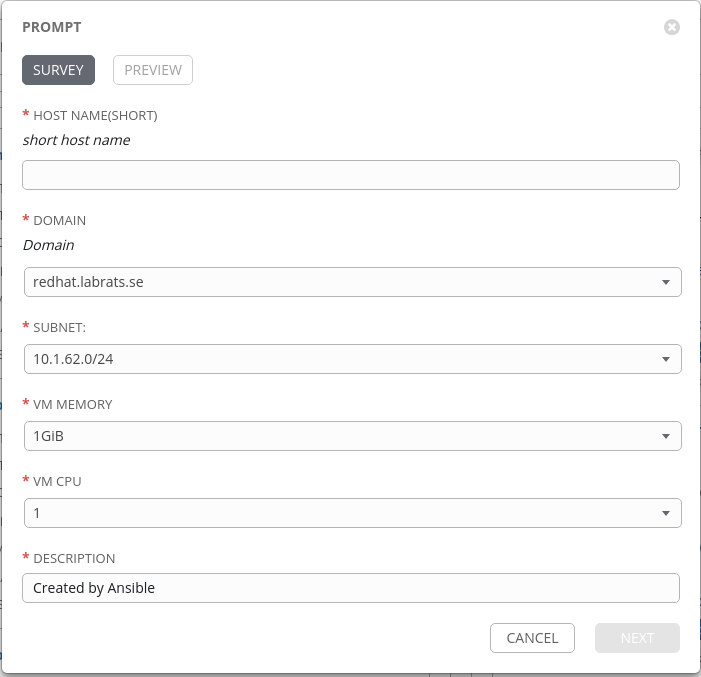 PROMPT
SURVEY PREVIEW
* HOST NAME(SHORT)
short host name
* DOMAIN
Domain
redhat.labrats.se
* SUBNET:
10.1.62.0/24
* VM MEMORY
1GiB
* VM CPU
1
* DESCRIPTION
Created by Ansible
CANCEL NEXT